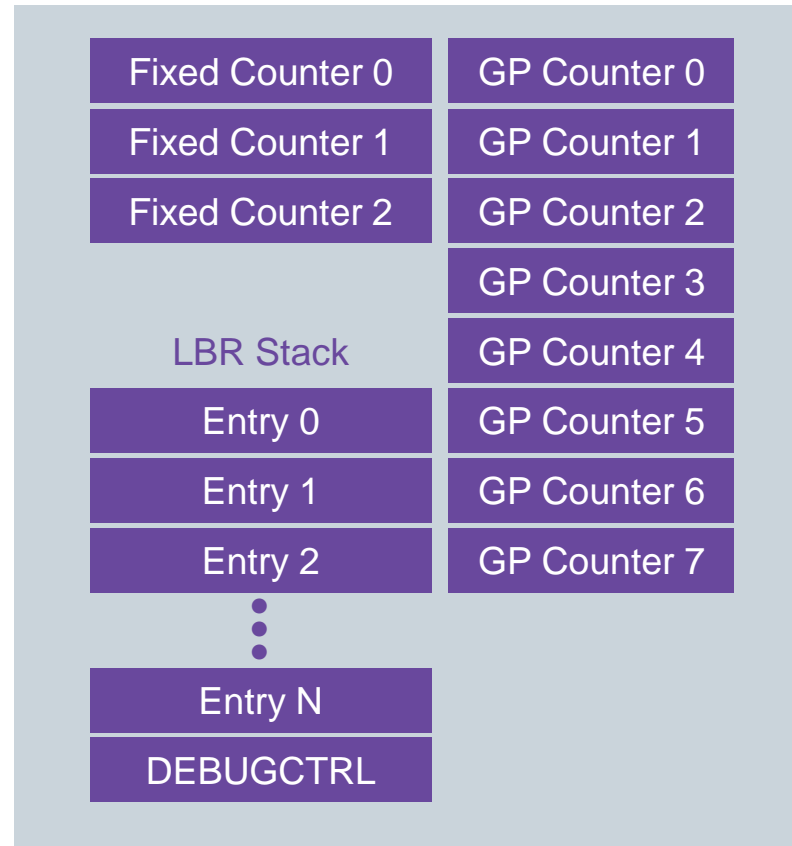 Fixed Counter 0
Fixed Counter 1
Fixed Counter 2
LBR Stack
Entry 0
Entry 1
Entry 2
Entry N
DEBUGCTRL
GP Counter 0
GP Counter 1
GP Counter 2
GP Counter 3
GP Counter 4
GP Counter 5
GP Counter 6
GP Counter 7